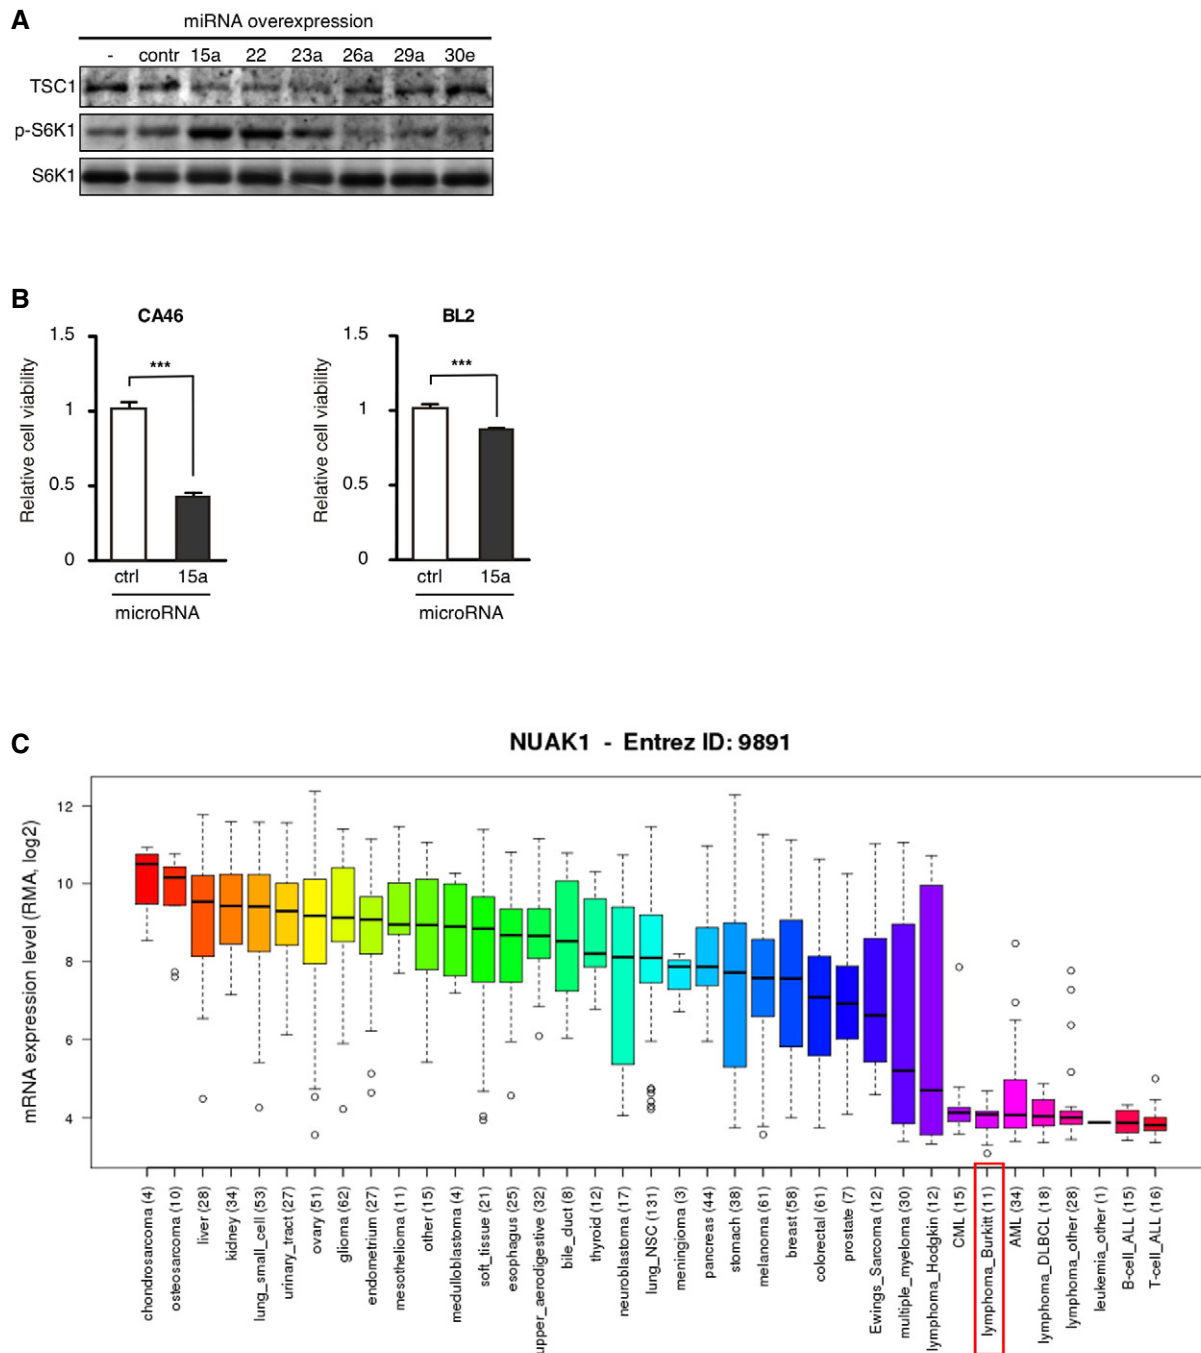 A
miRNA overexpression
- contr 15a 22 23a 26a 29a 30e
TSC1
p-S6K1
S6K1
B
CA46
Relative cell viability
1.5
1
0.5
0
***
ctrl 15a
microRNA
BL2
Relative cell viability
1.5
1
0.5
0
***
ctrl 15a
microRNA
C
NUAK1 - Entrez ID: 9891
mRNA expression level (RMA, log2)
12
10
8
6
4
chondrosarcoma (4)
osteosarcoma (10)
liver (28)
kidney (34)
lung_small_cell (53)
urinary_tract (27)
ovary (51)
glioma (62)
endometrium (27)
mesothelioma (11)
other (15)
medulloblastoma (4)
soft_tissue (21)
esophagus (25)
upper_aerodigestive (32)
bile_duct (8)
thyroid (12)
neuroblastoma (17)
lung_NSC (131)
meningioma (3)
pancreas (44)
stomach (38)
melanoma (61)
breast (58)
colorectal (61)
prostate (7)
Ewings_Sarcoma (12)
multiple_myeloma (30)
lymphoma_Hodgkin (12)
CML (15)
lymphoma_Burkitt (11)
AML (34)
lymphoma_DLBCL (18)
lymphoma_other (28)
leukemia_other (1)
B-cell_ALL (15)
T-cell_ALL (16)